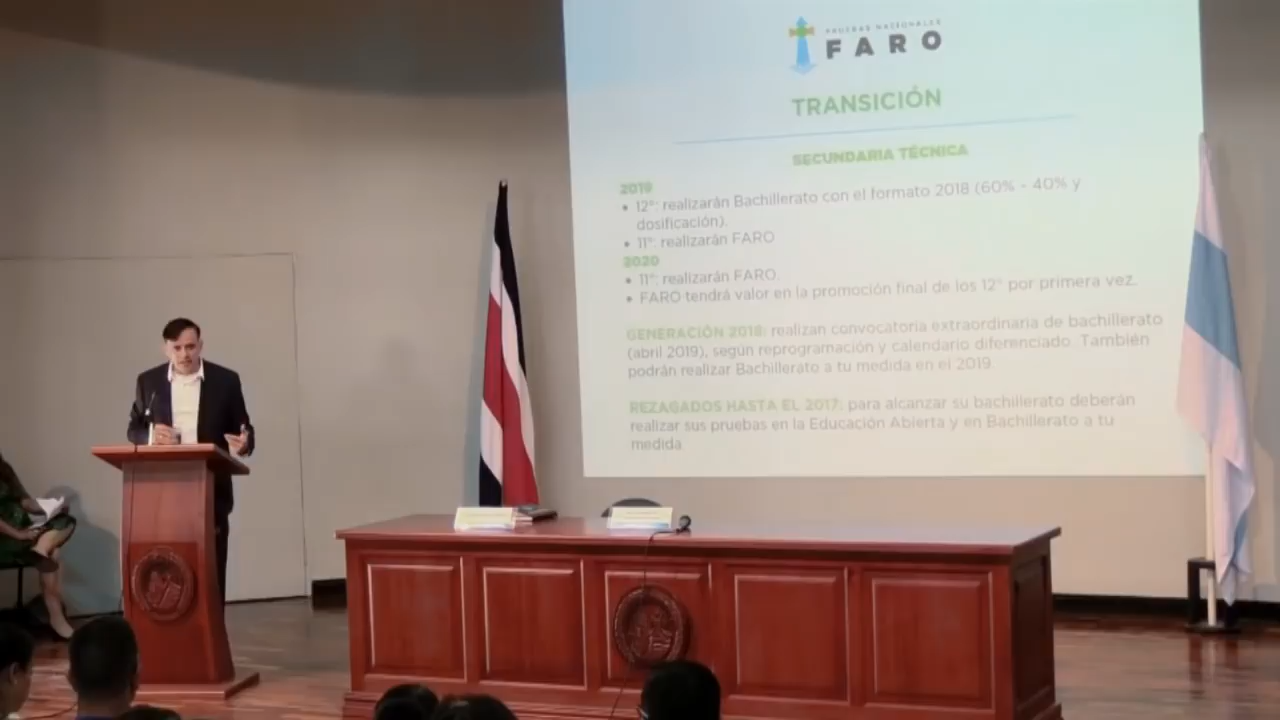 PRUEBAS NACIONALES
FARO
TRANSICIÓN
SECUNDARIA TÉCNICA
2019
• 12°: realizarán Bachillerato con el formato 2018 (60% - 40% y
dosificación).
• 11°: realizarán FARO
2020
• 11°: realizarán FARO.
• FARO tendrá valor en la promoción final de los 12° por primera vez.
GENERACIÓN 2018: realizan convocatoria extraordinaria de bachillerato
(abril 2019), según reprogramación y calendario diferenciado. También
podrán realizar Bachillerato a tu medida en el 2019.
REZAGADOS HASTA EL 2017: para alcanzar su bachillerato deberán
realizar sus pruebas en la Educación Abierta y en Bachillerato a tu
medida